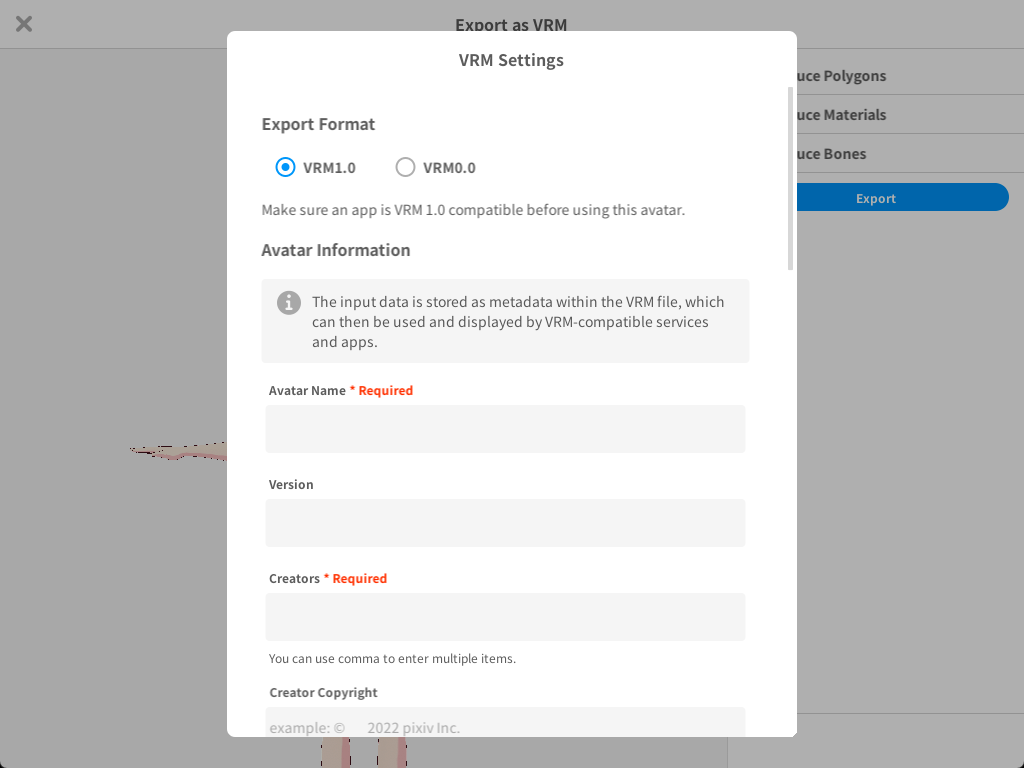 Export as VRM
VRM Settings
Export Format
VRM1.0 VRM0.0
Make sure an app is VRM 1.0 compatible before using this avatar.
Avatar Information
The input data is stored as metadata within the VRM file, which
can then be used and displayed by VRM-compatible services
and apps.
Avatar Name * Required
Version
Creators * Required
You can use comma to enter multiple items.
Creator Copyright
example: © 2022 pixiv Inc.
uce Polygons
uce Materials
uce Bones
Export